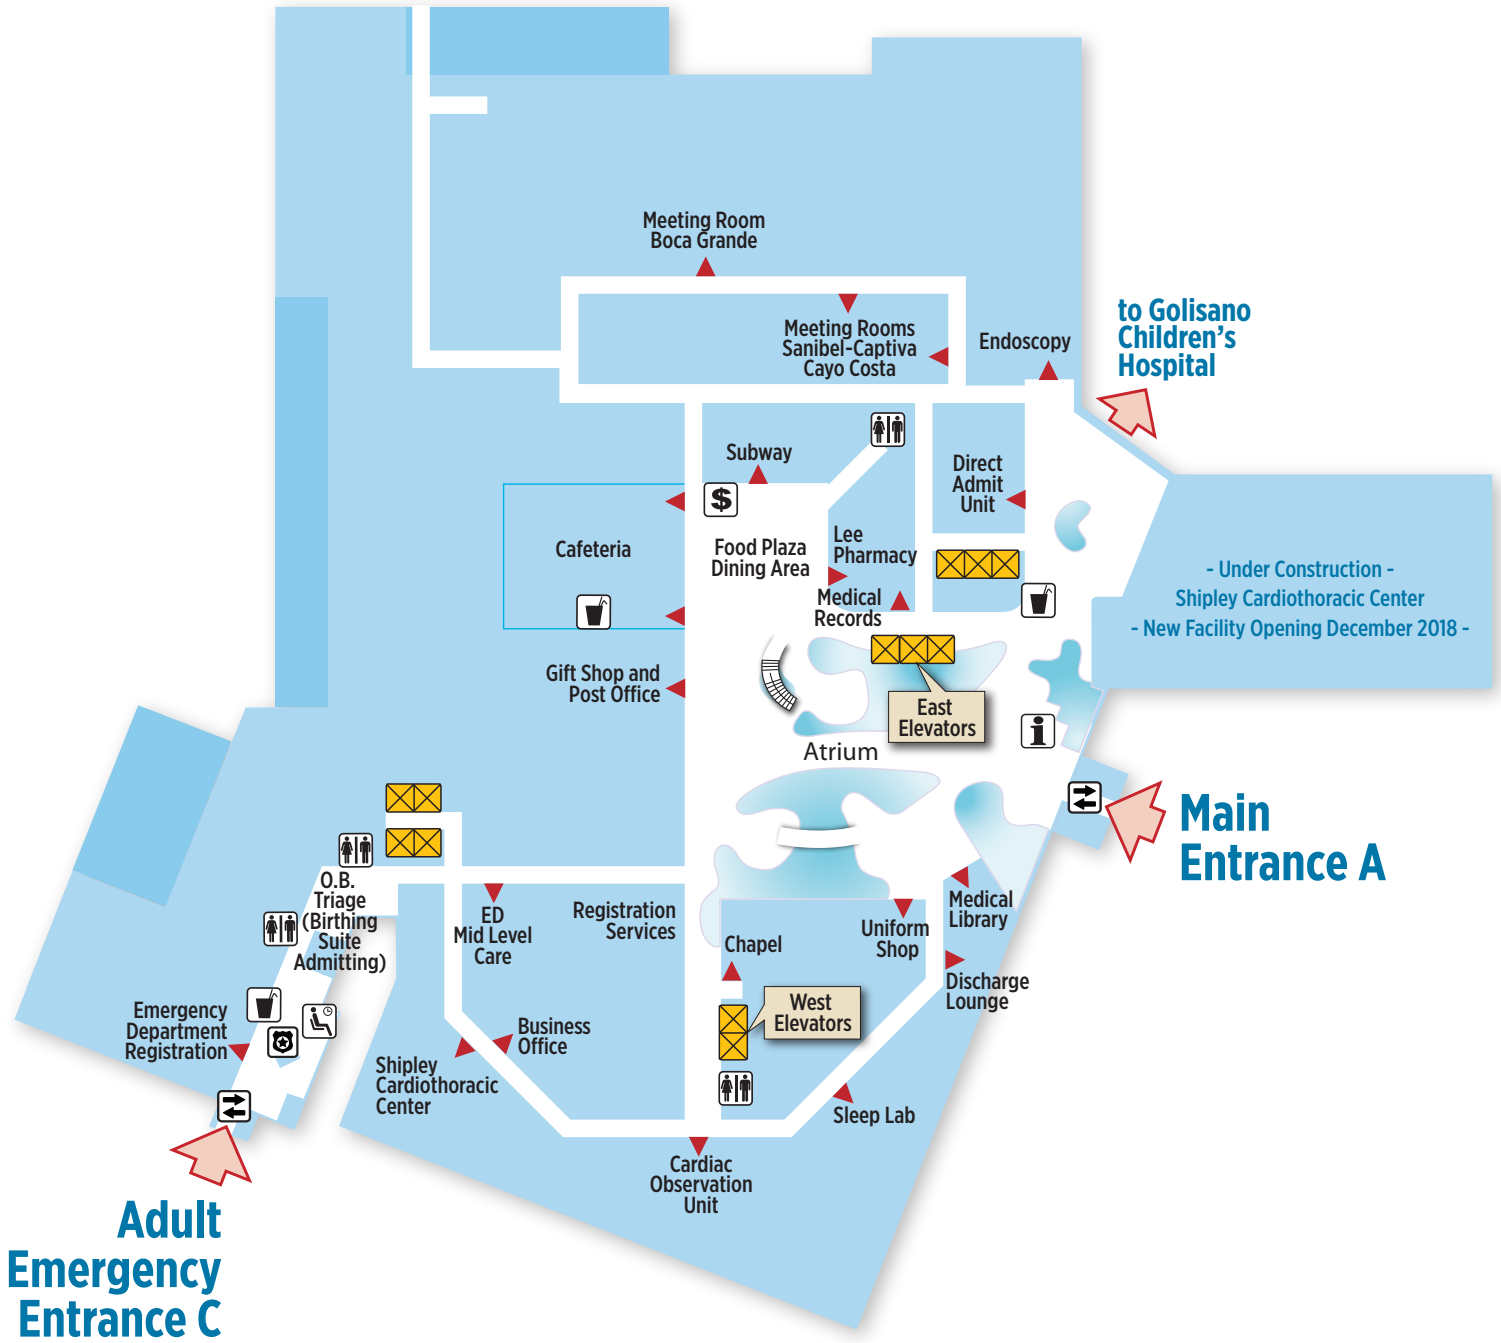 Meeting Room
Boca Grande
Meeting Rooms
Sanibel-Captiva
Cayo Costa
Endoscopy
to Golisano
Children's
Hospital
Subway
$
Direct
Admit
Unit
Cafeteria
Food Plaza
Dining Area
Lee
Pharmacy
Medical
Records
- Under Construction -
Shipley Cardiothoracic Center
- New Facility Opening December 2018 -
Gift Shop and
Post Office
East
Elevators
i
Atrium
Main
Entrance A
O.B.
Triage
(Birthing
Suite
Admitting)
ED
Mid Level
Care
Registration
Services
Chapel
Uniform
Shop
Medical
Library
Discharge
Lounge
West
Elevators
Emergency
Department
Registration
Business
Office
Shipley
Cardiothoracic
Center
Sleep Lab
Cardiac
Observation
Unit
Adult
Emergency
Entrance C